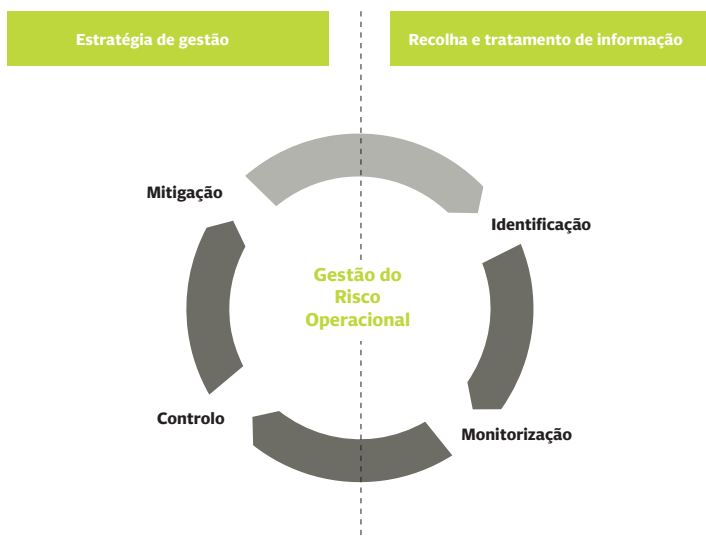 Estratégia de gestão
Recolha e tratamento de informação
Mitigação
Identificação
Gestão do
Risco
Operacional
Controlo
Monitorização